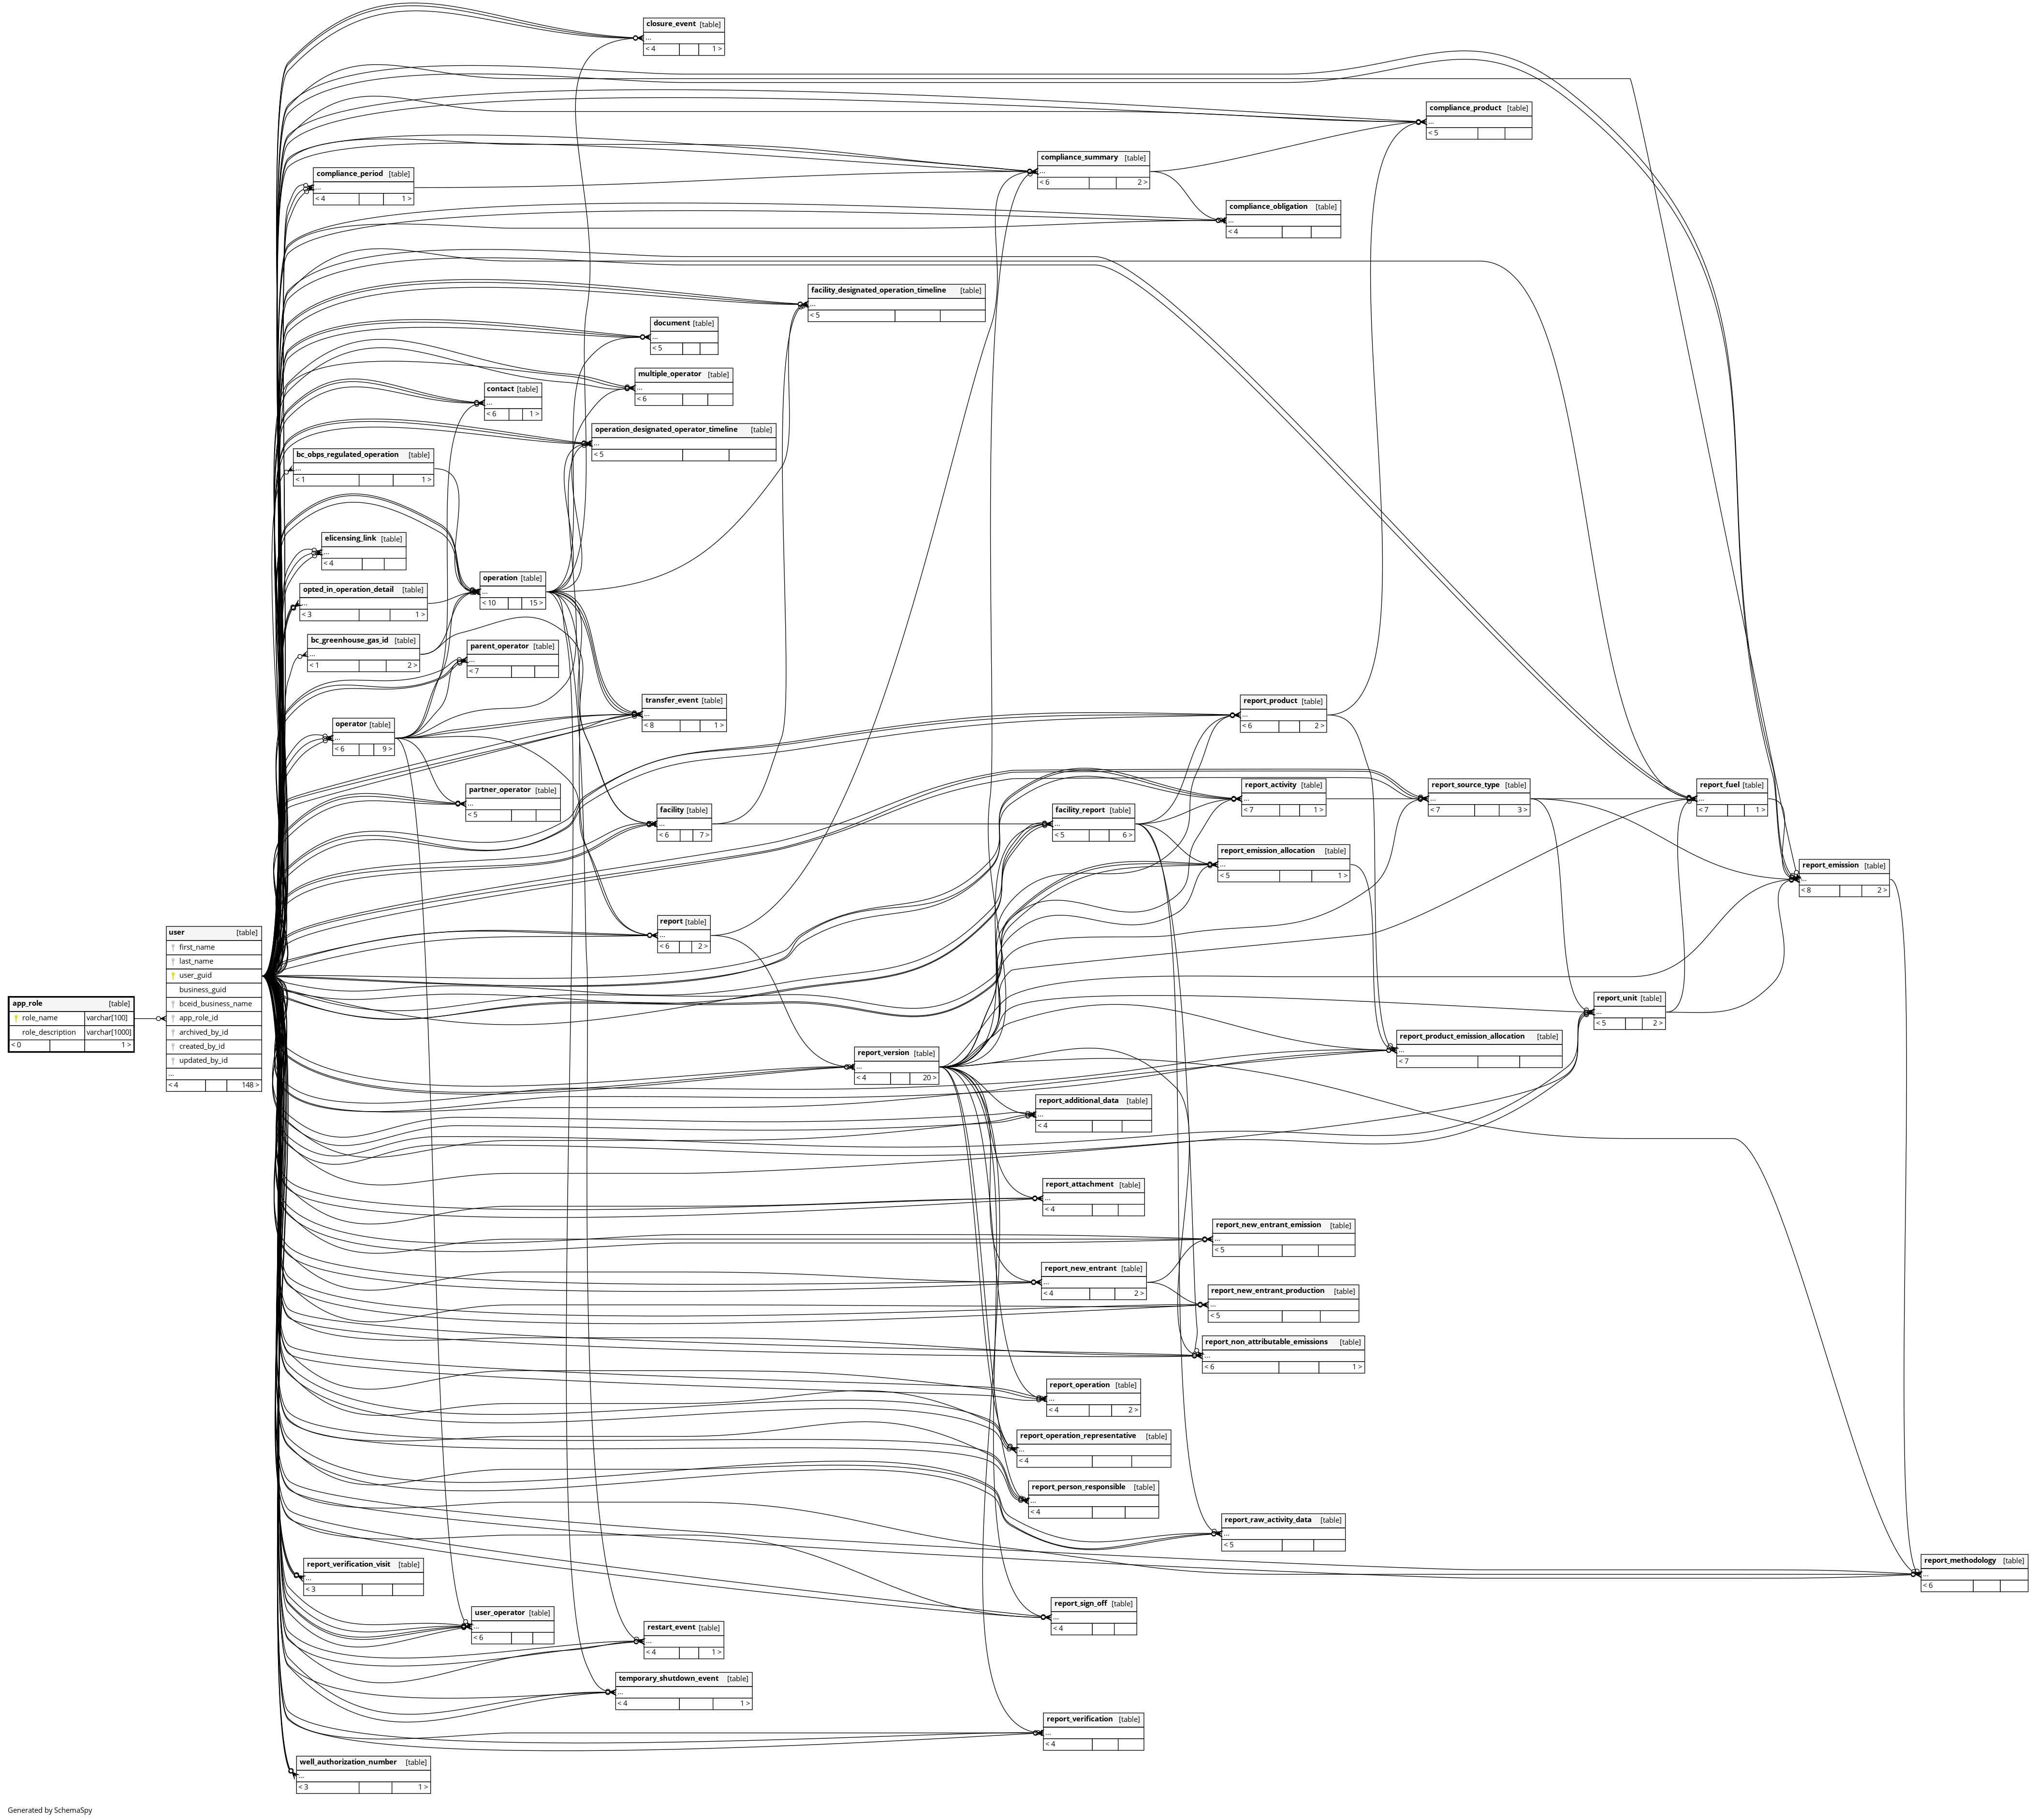 closure_event [table]
...
< 4 1 >
compliance_product [table]
...
< 5
compliance_summary [table]
...
< 6 2 >
compliance_period [table]
...
< 4 1 >
compliance_obligation [table]
...
< 4
facility_designated_operation_timeline [table]
...
< 5
document [table]
...
< 5
multiple_operator [table]
...
< 6
contact [table]
...
< 6 1 >
operation_designated_operator_timeline [table]
...
< 5
bc_obps_regulated_operation [table]
...
< 1 1 >
elicensing_link [table]
...
< 4
operation [table]
...
< 10 15 >
opted_in_operation_detail [table]
...
< 3 1 >
bc_greenhouse_gas_id [table]
...
< 1 2 >
parent_operator [table]
...
< 7
transfer_event [table]
...
< 8 1 >
report_product [table]
...
< 6 2 >
operator [table]
...
< 6 9 >
partner_operator [table]
...
< 5
facility [table]
...
< 6 7 >
facility_report [table]
...
< 5 6 >
report_activity [table]
...
< 7 1 >
report_source_type [table]
...
< 7 3 >
report_fuel [table]
...
< 7 1 >
report_emission_allocation [table]
...
< 5 1 >
report_emission [table]
...
< 8 2 >
report [table]
...
< 6 2 >
user [table]
first_name
last_name
user_guid
business_guid
bceid_business_name
app_role_id
archived_by_id
created_by_id
updated_by_id
...
< 4 148 >
app_role [table]
role_name varchar[100]
role_description varchar[1000]
< 0 1 >
report_unit [table]
...
< 5 2 >
report_product_emission_allocation [table]
...
< 7
report_version [table]
...
< 4 20 >
report_additional_data [table]
...
< 4
report_attachment [table]
...
< 4
report_new_entrant_emission [table]
...
< 5
report_new_entrant [table]
...
< 4 2 >
report_new_entrant_production [table]
...
< 5
report_non_attributable_emissions [table]
...
< 6 1 >
report_operation [table]
...
< 4 2 >
report_operation_representative [table]
...
< 4
report_person_responsible [table]
...
< 4
report_raw_activity_data [table]
...
< 5
report_methodology [table]
...
< 6
report_verification_visit [table]
...
< 3
report_sign_off [table]
...
< 4
user_operator [table]
...
< 6
restart_event [table]
...
< 4 1 >
temporary_shutdown_event [table]
...
< 4 1 >
report_verification [table]
...
< 4
well_authorization_number [table]
...
< 3 1 >
Generated by SchemaSpy